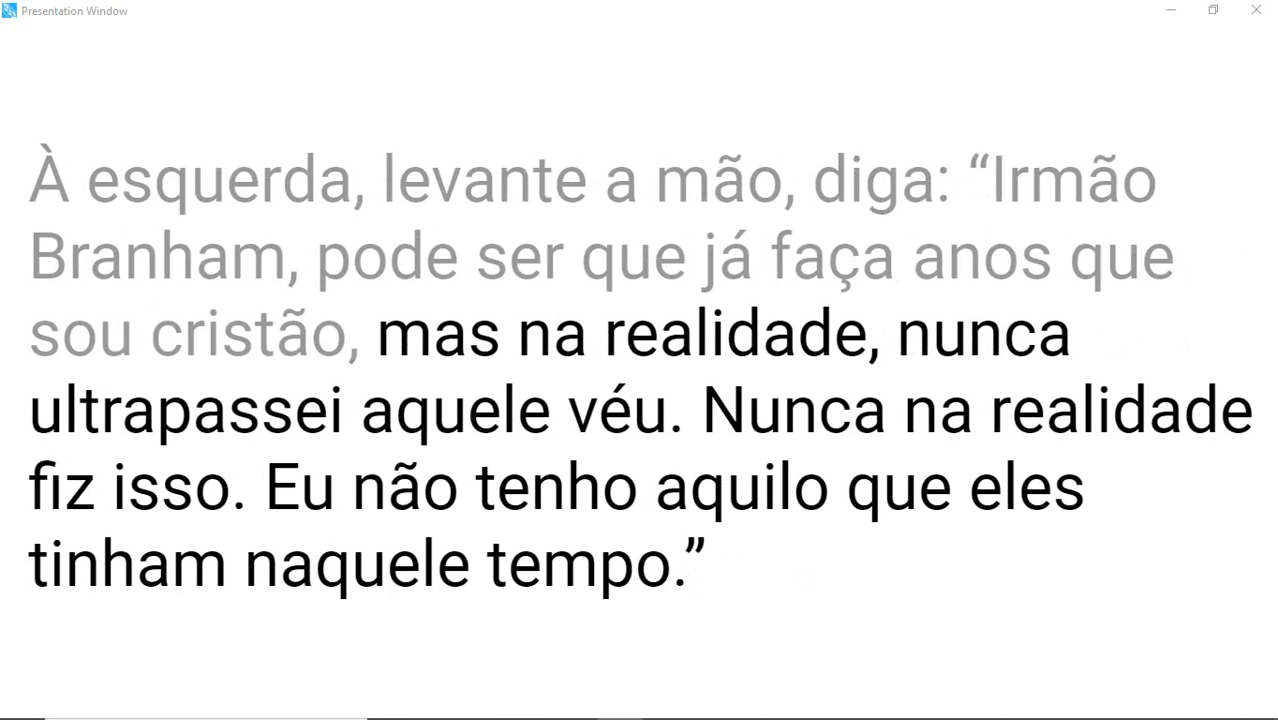 Presentation Window
À esquerda, levante a mão, diga: “Irmão
Branham, pode ser que já faça anos que
sou cristão, mas na realidade, nunca
ultrapassei aquele véu. Nunca na realidade
fiz isso. Eu não tenho aquilo que eles
tinham naquele tempo.”